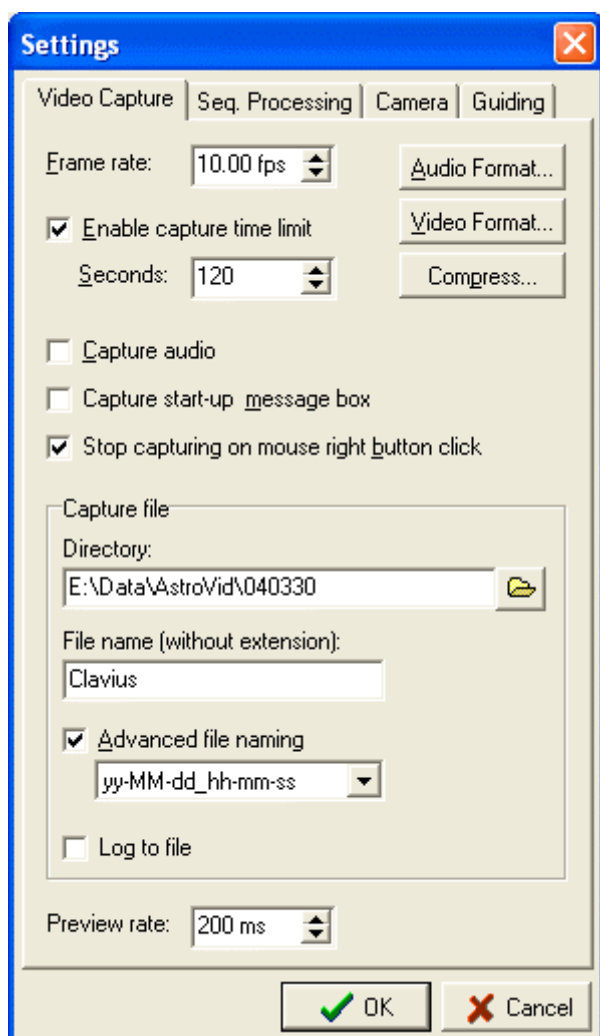 Settings
Video Capture Seq. Processing Camera Guiding
Frame rate: 10.00 fps Audio Format...
Enable capture time limit Video Format...
Seconds: 120 Compress...
Capture audio
Capture start-up message box
Stop capturing on mouse right button click
Capture file
Directory:
E:\Data\AstroVid\040330
File name (without extension):
Clavius
Advanced file naming
yy-MM-dd_hh-mm-ss
Log to file
Preview rate: 200 ms
OK Cancel